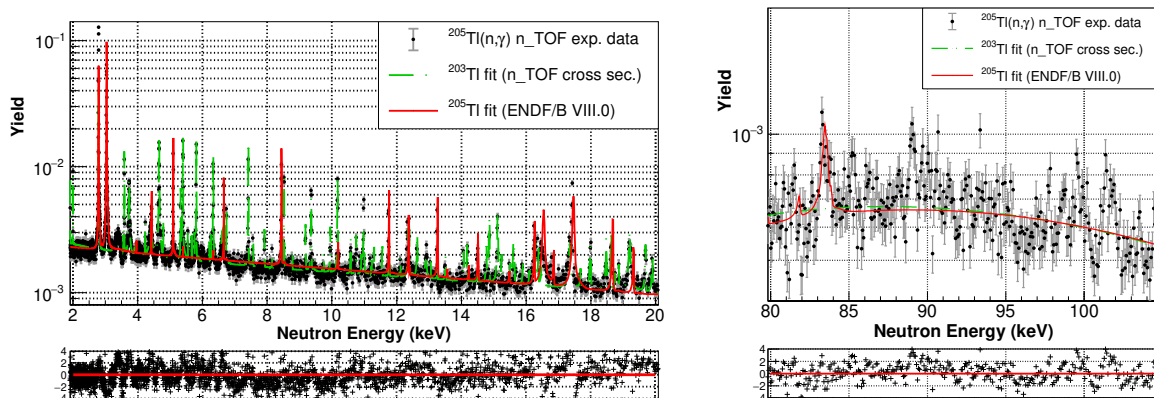 10⁻¹
10⁻²
10⁻³
Yield
²⁰⁵Tl(n,γ) n_TOF exp. data
²⁰³Tl fit (n_TOF cross sec.)
²⁰⁵Tl fit (ENDF/B VIII.0)
2 4 6 8 10 12 14 16 18 20
Neutron Energy (keV)
4
2
0
−2
4
10⁻³
Yield
²⁰⁵Tl(n,γ) n_TOF exp. data
²⁰³Tl fit (n_TOF cross sec.)
²⁰⁵Tl fit (ENDF/B VIII.0)
80 85 90 95 100
Neutron Energy (keV)
4
2
0
−2
4